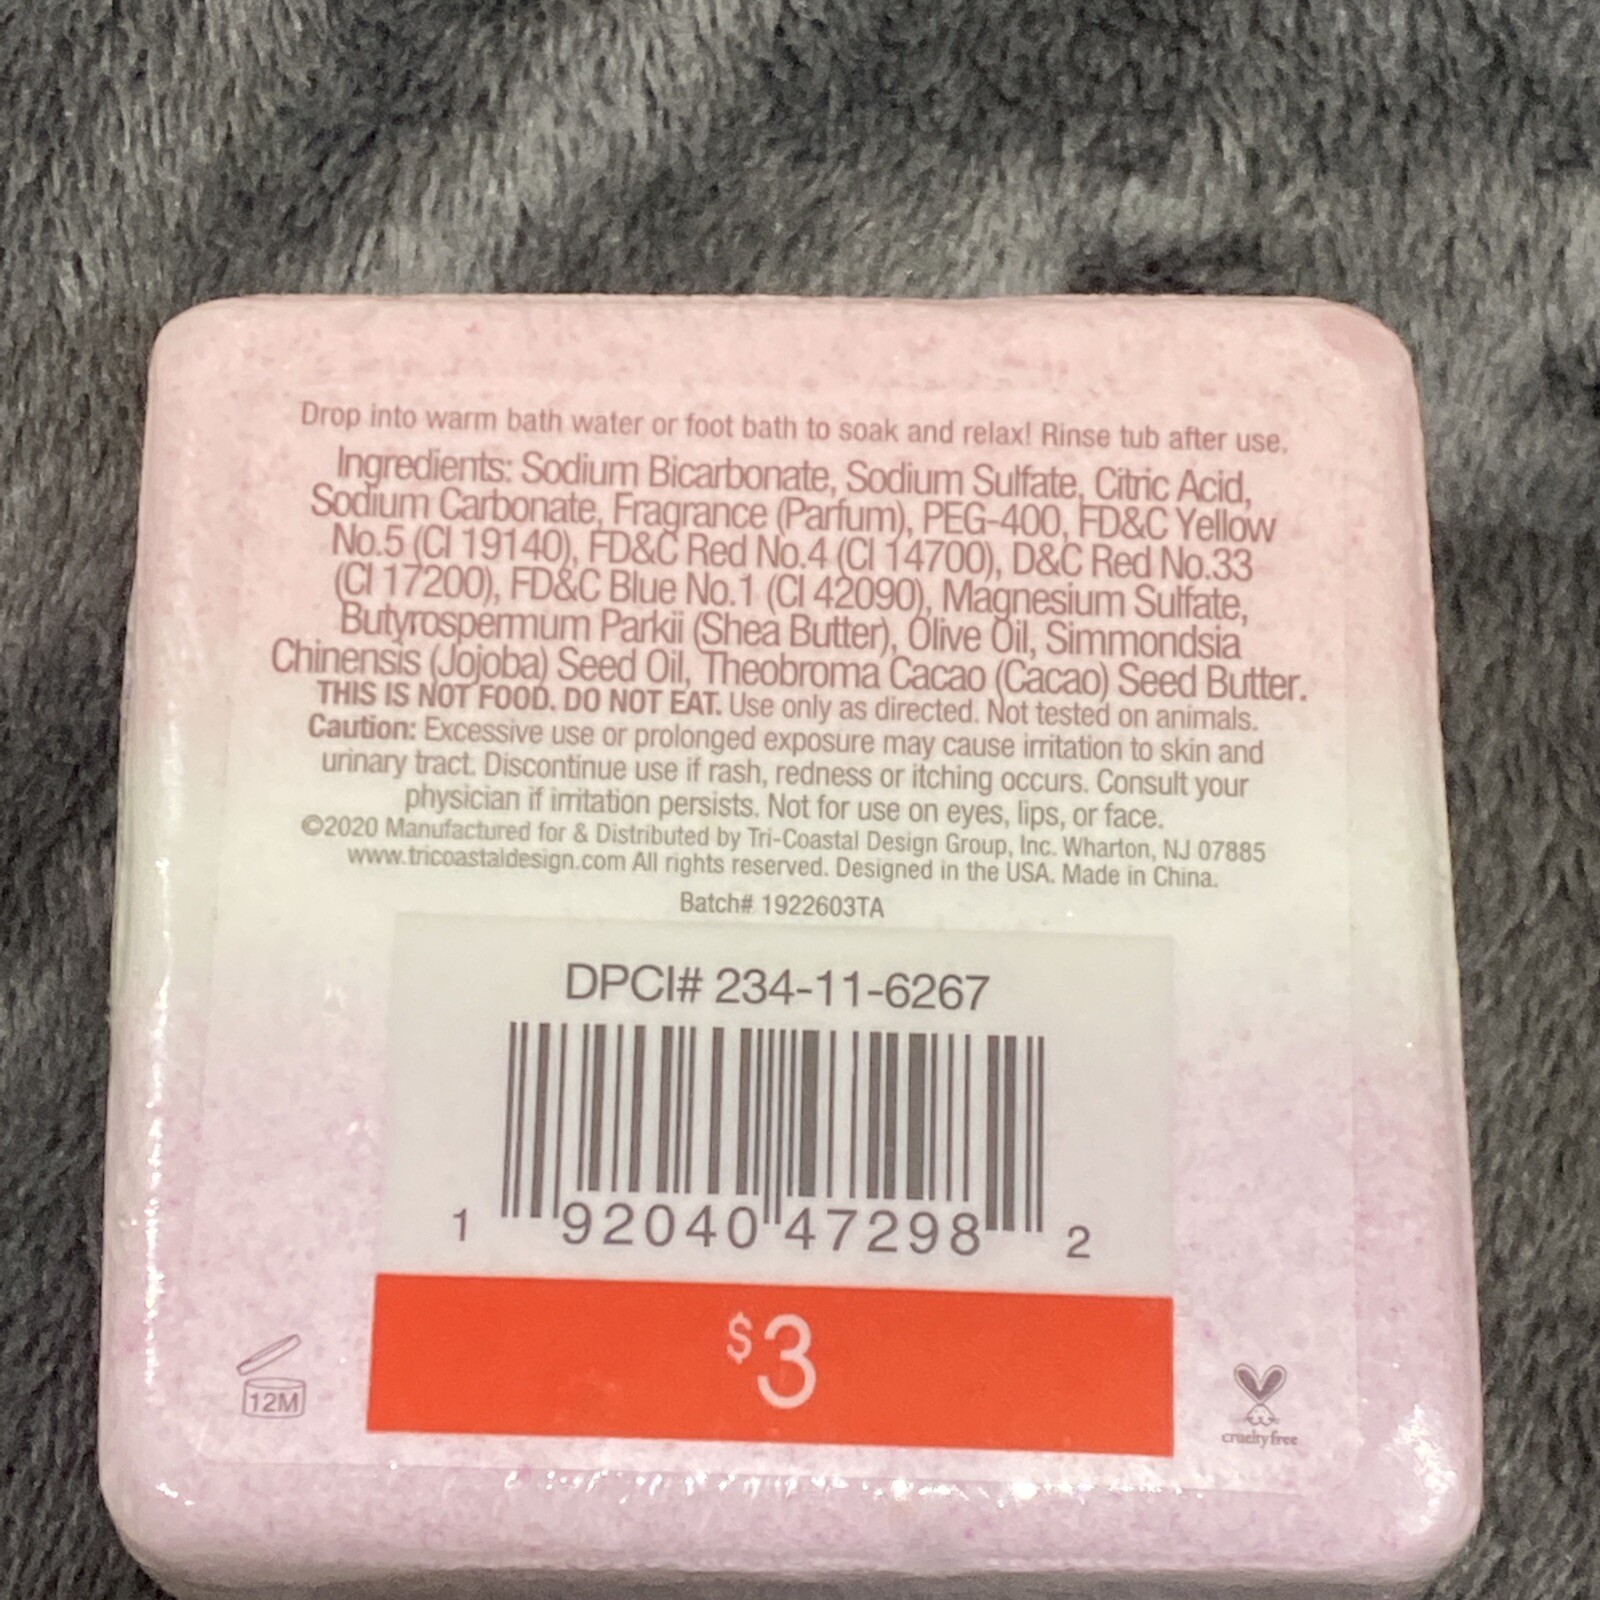 Drop into warm bath water or foot bath to soak and relax! Rinse tub after use.
Ingredients: Sodium Bicarbonate, Sodium Sulfate, Citric Acid,
Sodium Carbonate, Fragrance (Parfum), PEG-400, FD&C Yellow
No.5 (CI 19140), FD&C Red No.4 (CI 14700), D&C Red No.33
(CI 17200), FD&C Blue No.1 (CI 42090), Magnesium Sulfate,
Butyrospermum Parkii (Shea Butter), Olive Oil, Simmondsia
Chinensis (Jojoba) Seed Oil, Theobroma Cacao (Cacao) Seed Butter.
THIS IS NOT FOOD. DO NOT EAT. Use only as directed. Not tested on animals.
Caution: Excessive use or prolonged exposure may cause irritation to skin and
urinary tract. Discontinue use if rash, redness or itching occurs. Consult your
physician if irritation persists. Not for use on eyes, lips, or face.
©2020 Manufactured for & Distributed by Tri-Coastal Design Group, Inc. Wharton, NJ 07885
www.tricoastaldesign.com All rights reserved. Designed in the USA. Made in China.
Batch# 1922603TA
DPCI# 234-11-6267
1 92040 47298 2
$3
12M
cruelty free